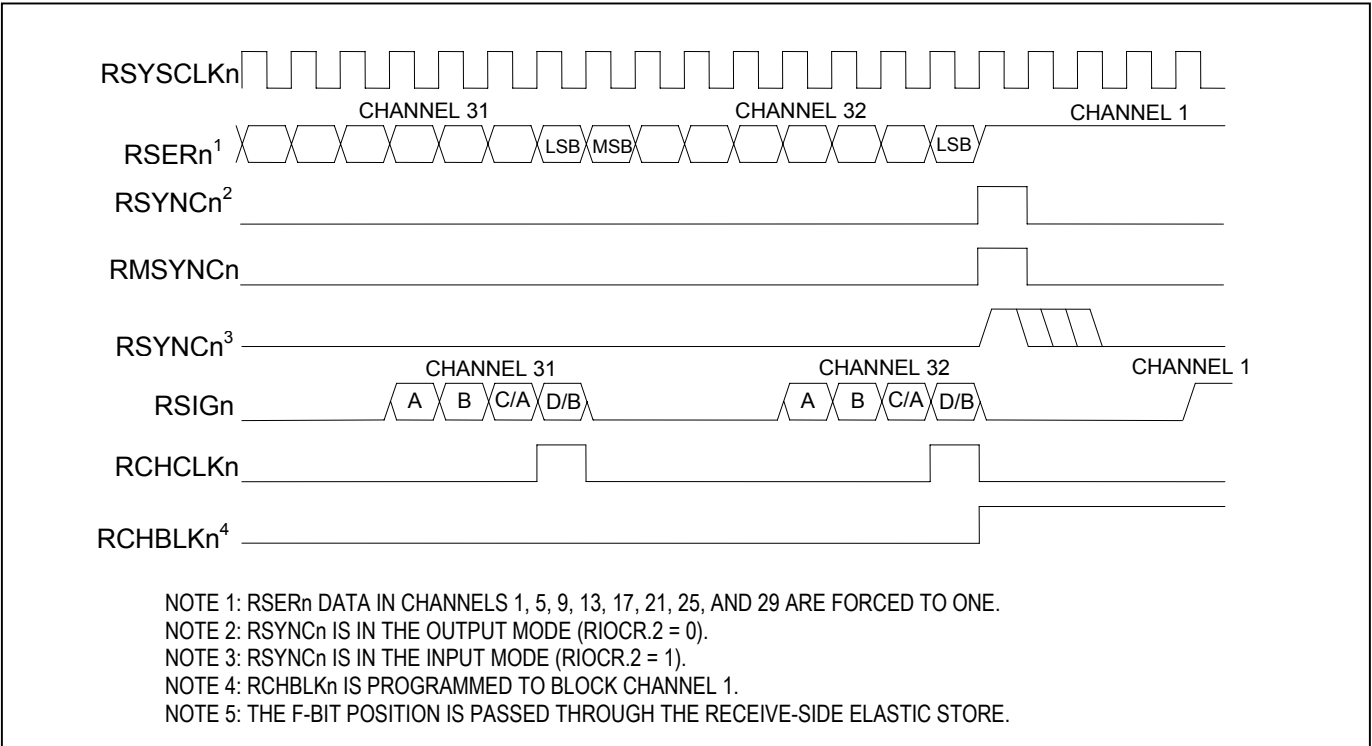 RSYSCLKn
CHANNEL 31 CHANNEL 32 CHANNEL 1
RSERn¹ LSB MSB LSB
RSYNCn²
RMSYNCn
RSYNCn³
CHANNEL 31 CHANNEL 32 CHANNEL 1
RSIGn A B C/A D/B A B C/A D/B
RCHCLKn
RCHBLKn⁴
NOTE 1: RSERn DATA IN CHANNELS 1, 5, 9, 13, 17, 21, 25, AND 29 ARE FORCED TO ONE.
NOTE 2: RSYNCn IS IN THE OUTPUT MODE (RIOCR.2 = 0).
NOTE 3: RSYNCn IS IN THE INPUT MODE (RIOCR.2 = 1).
NOTE 4: RCHBLKn IS PROGRAMMED TO BLOCK CHANNEL 1.
NOTE 5: THE F-BIT POSITION IS PASSED THROUGH THE RECEIVE-SIDE ELASTIC STORE.